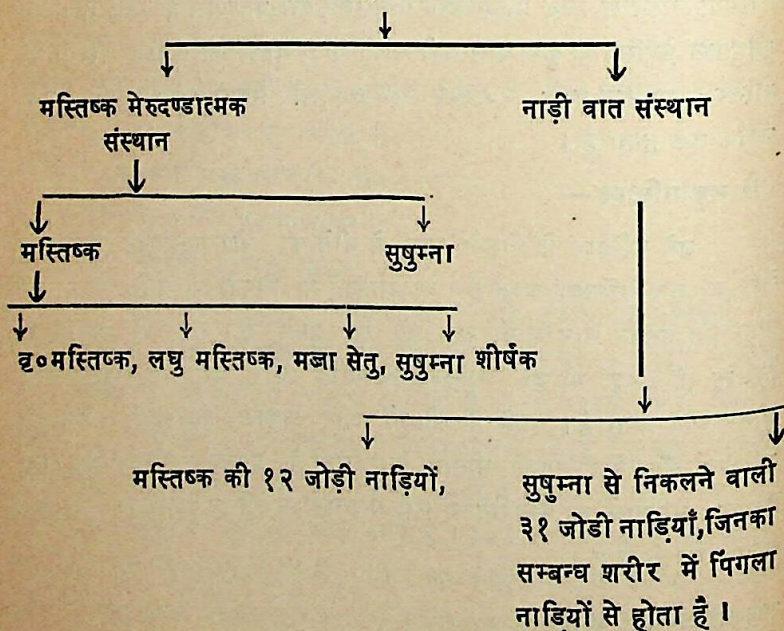 मस्तिष्क मेरुदण्डात्मक
संस्थान
नाड़ी वात संस्थान
मस्तिष्क
सुषुम्ना
वृ०मस्तिष्क, लघु मस्तिष्क, मज्जा सेतु, सुषुम्ना शीर्षक
मस्तिष्क की १२ जोड़ी नाड़ियों,
सुषुम्ना से निकलने वाली
३१ जोडी नाड़ियाँ,जिनका
सम्बन्घ शरीर में पिंगला
नाडियों से होता है ।